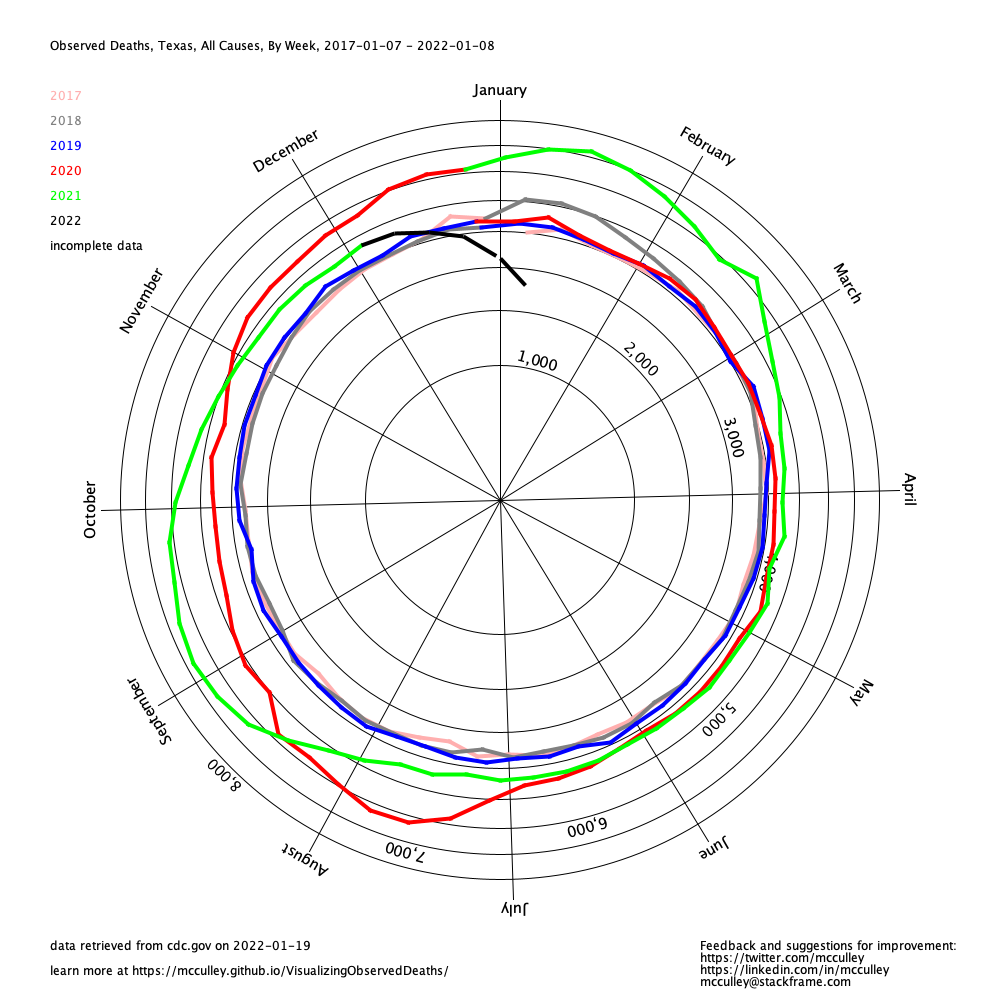 Observed Deaths, Texas, All Causes, By Week, 2017-01-07 - 2022-01-08
2017
2018
2019
2020
2021
2022
incomplete data
January
February
March
April
May
June
July
August
September
October
November
December
1,000
2,000
3,000
4,000
5,000
6,000
7,000
8,000
data retrieved from cdc.gov on 2022-01-19
learn more at https://mcculley.github.io/VisualizingObservedDeaths/
Feedback and suggestions for improvement:
https://twitter.com/mcculley
https://linkedin.com/in/mcculley
mcculley@stackframe.com